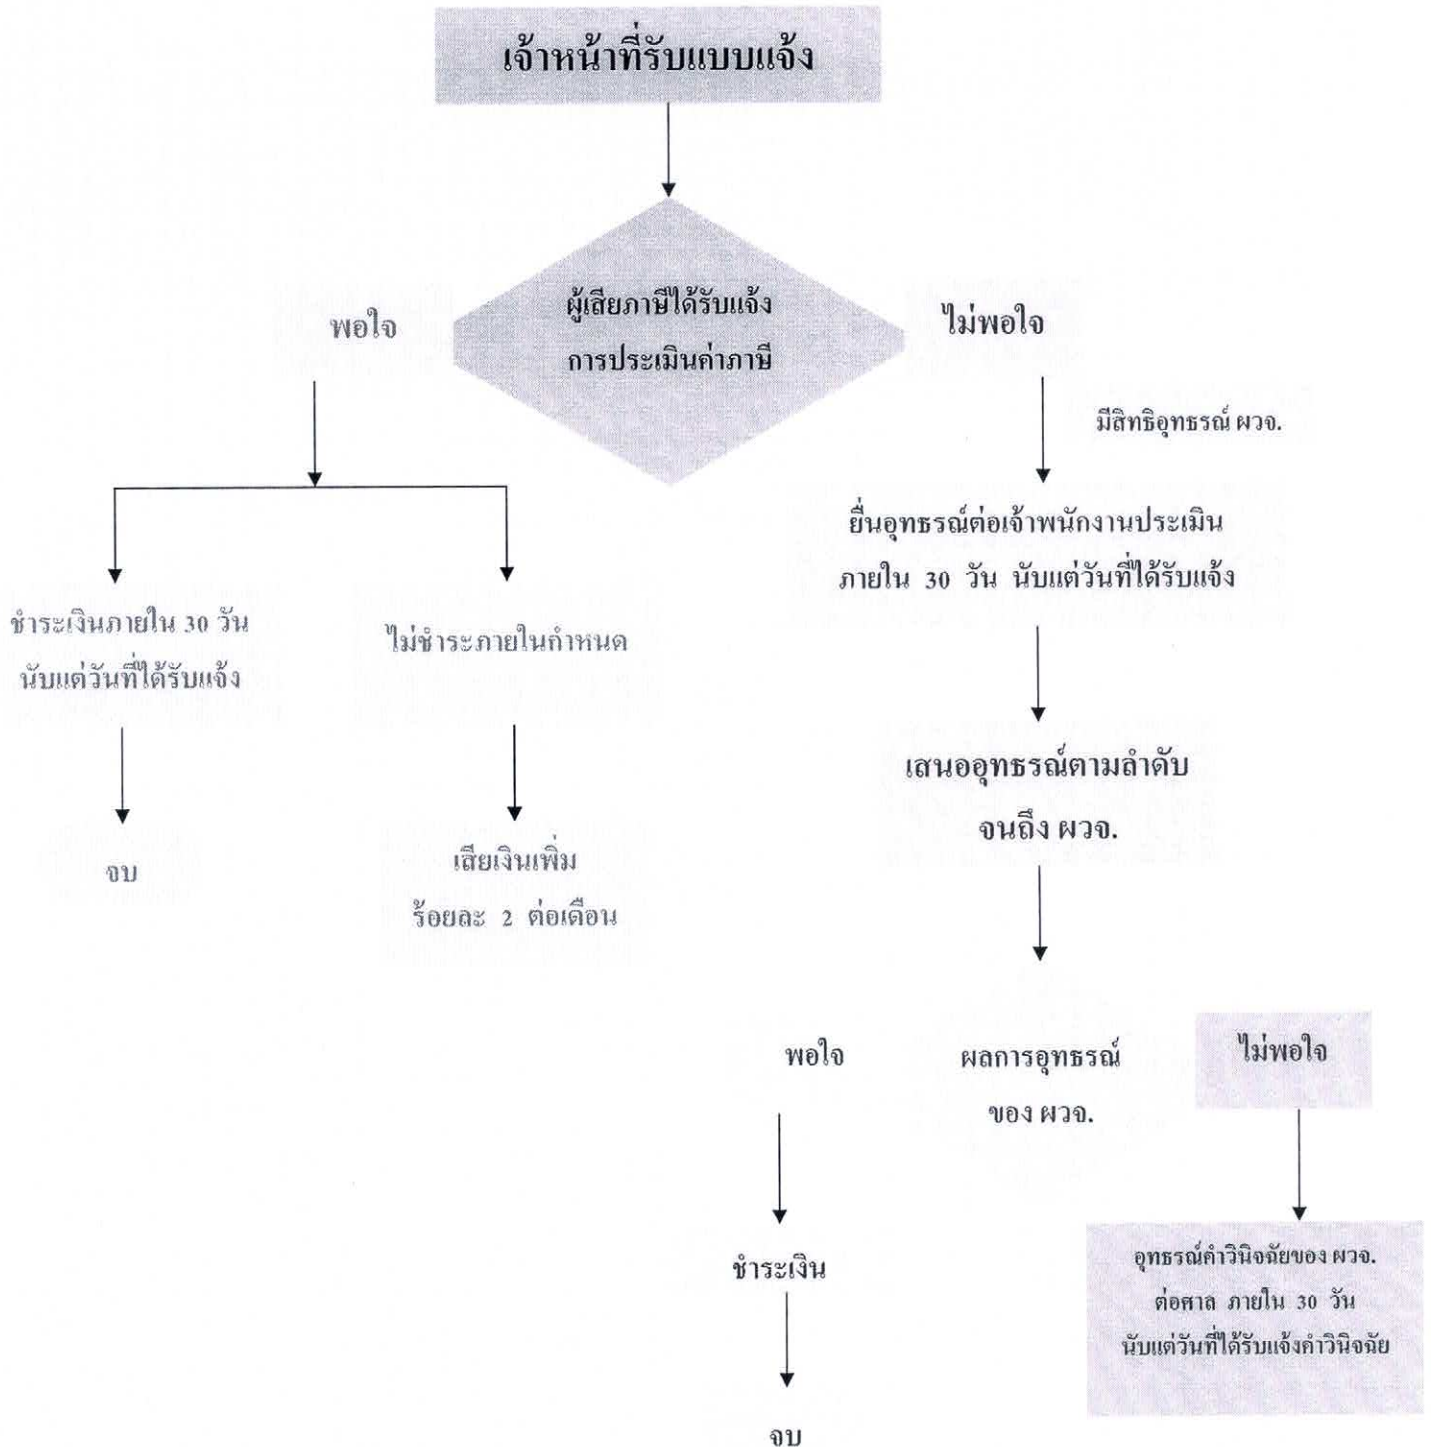 เจ้าหน้าที่รับแบบแจ้ง
ผู้เสียภาษีได้รับแจ้ง
การประเมินค่าภาษี
พอใจ
ไม่พอใจ
มีสิทธิอุทธรณ์ ผวจ.
ชำระเงินภายใน 30 วัน
นับแต่วันที่ได้รับแจ้ง
ไม่ชำระภายในกำหนด
ยื่นอุทธรณ์ต่อเจ้าพนักงานประเมิน
ภายใน 30 วัน นับแต่วันที่ได้รับแจ้ง
จบ
เสียเงินเพิ่ม
ร้อยละ 2 ต่อเดือน
เสนออุทธรณ์ตามลำดับ
จนถึง ผวจ.
พอใจ
ผลการอุทธรณ์
ของ ผวจ.
ไม่พอใจ
ชำระเงิน
จบ
อุทธรณ์คำวินิจฉัยของ ผวจ.
ต่อศาล ภายใน 30 วัน
นับแต่วันที่ได้รับแจ้งคำวินิจฉัย